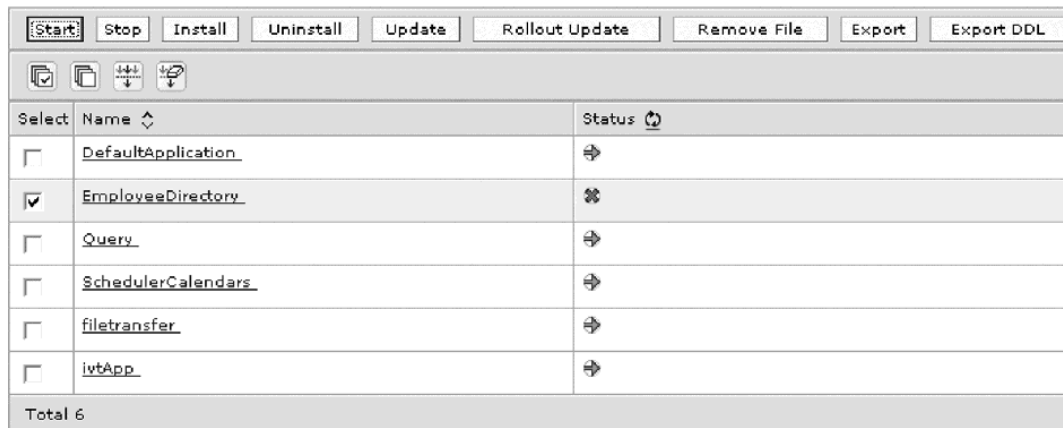 Start Stop Install Uninstall Update Rollout Update Remove File Export Export DDL
Select Name Status
DefaultApplication
EmployeeDirectory
Query
SchedulerCalendars
filetransfer
ivtApp
Total 6